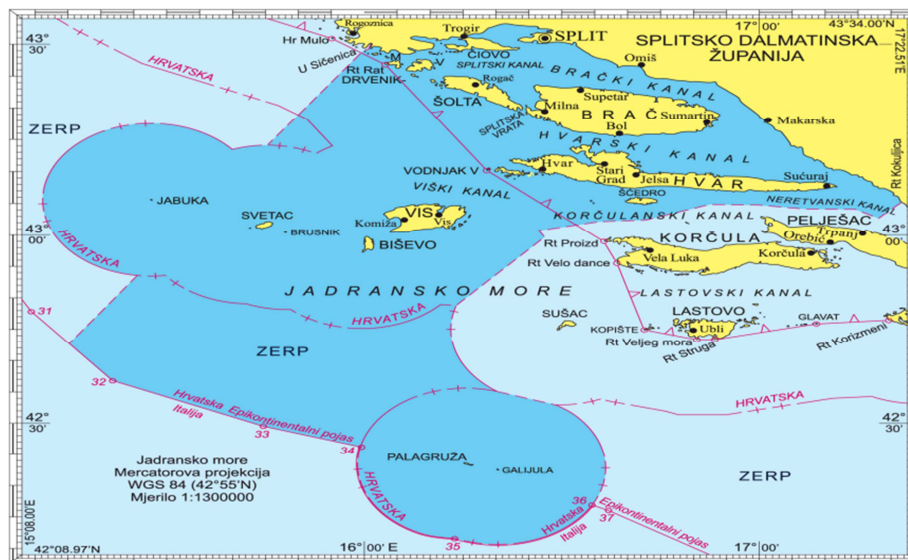 17°00'
43°34.00'N
17°22.51'E
43°
30'
Rogoznica
Hr Mulo
U Sičenica
Rt Rat
DRVENIK
M
V
Trogir
ČIOVO
SPLIT
SPLITSKI KANAL
Rogač
ŠOLTA
SPLITSKA
VRATA
Omiš
SPLITSKO DALMATINSKA
ŽUPANIJA
BRAČKI KANAL
Supetar
Milna
BRAČ
Sumartin
Bol
Makarska
HVARSKI KANAL
Rt Kokuljica
HRVATSKA
ZERP
VODNJAK V
VIŠKI KANAL
Hvar
Stari
Grad
Jelsa
HVAR
Sućuraj
ŠČEDRO
NERETVANSKI KANAL
KORČULANSKI KANAL
PELJEŠAC
Trpanj
Orebić
KORČULA
Korčula
Vela Luka
Rt Proizd
Rt Velo dance
JABUKA
SVETAC
BRUSNIK
Komiža
VIS
Vis
BIŠEVO
43°
00'
43°
00'
HRVATSKA
JADRANSKO MORE
HRVATSKA
LASTOVSKI KANAL
SUŠAC
KOPIŠTE
LASTOVO
Ubli
Rt Veljeg mora
Rt Struga
GLAVAT
Rt Korizmeni
31
ZERP
32
Hrvatska Epikontinentalni pojas
Italija
33
34
HRVATSKA
42°
30'
42°
30'
PALAGRUŽA
GALIJULA
HRVATSKA
ZERP
Jadransko more
Mercatorova projekcija
WGS 84 (42°55'N)
Mjerilo 1:1300000
35
Hrvatska
Italija
36
37
Epikontinentalni pojas
15°08.00'E
42°08.97'N
16°00'E
17°00'